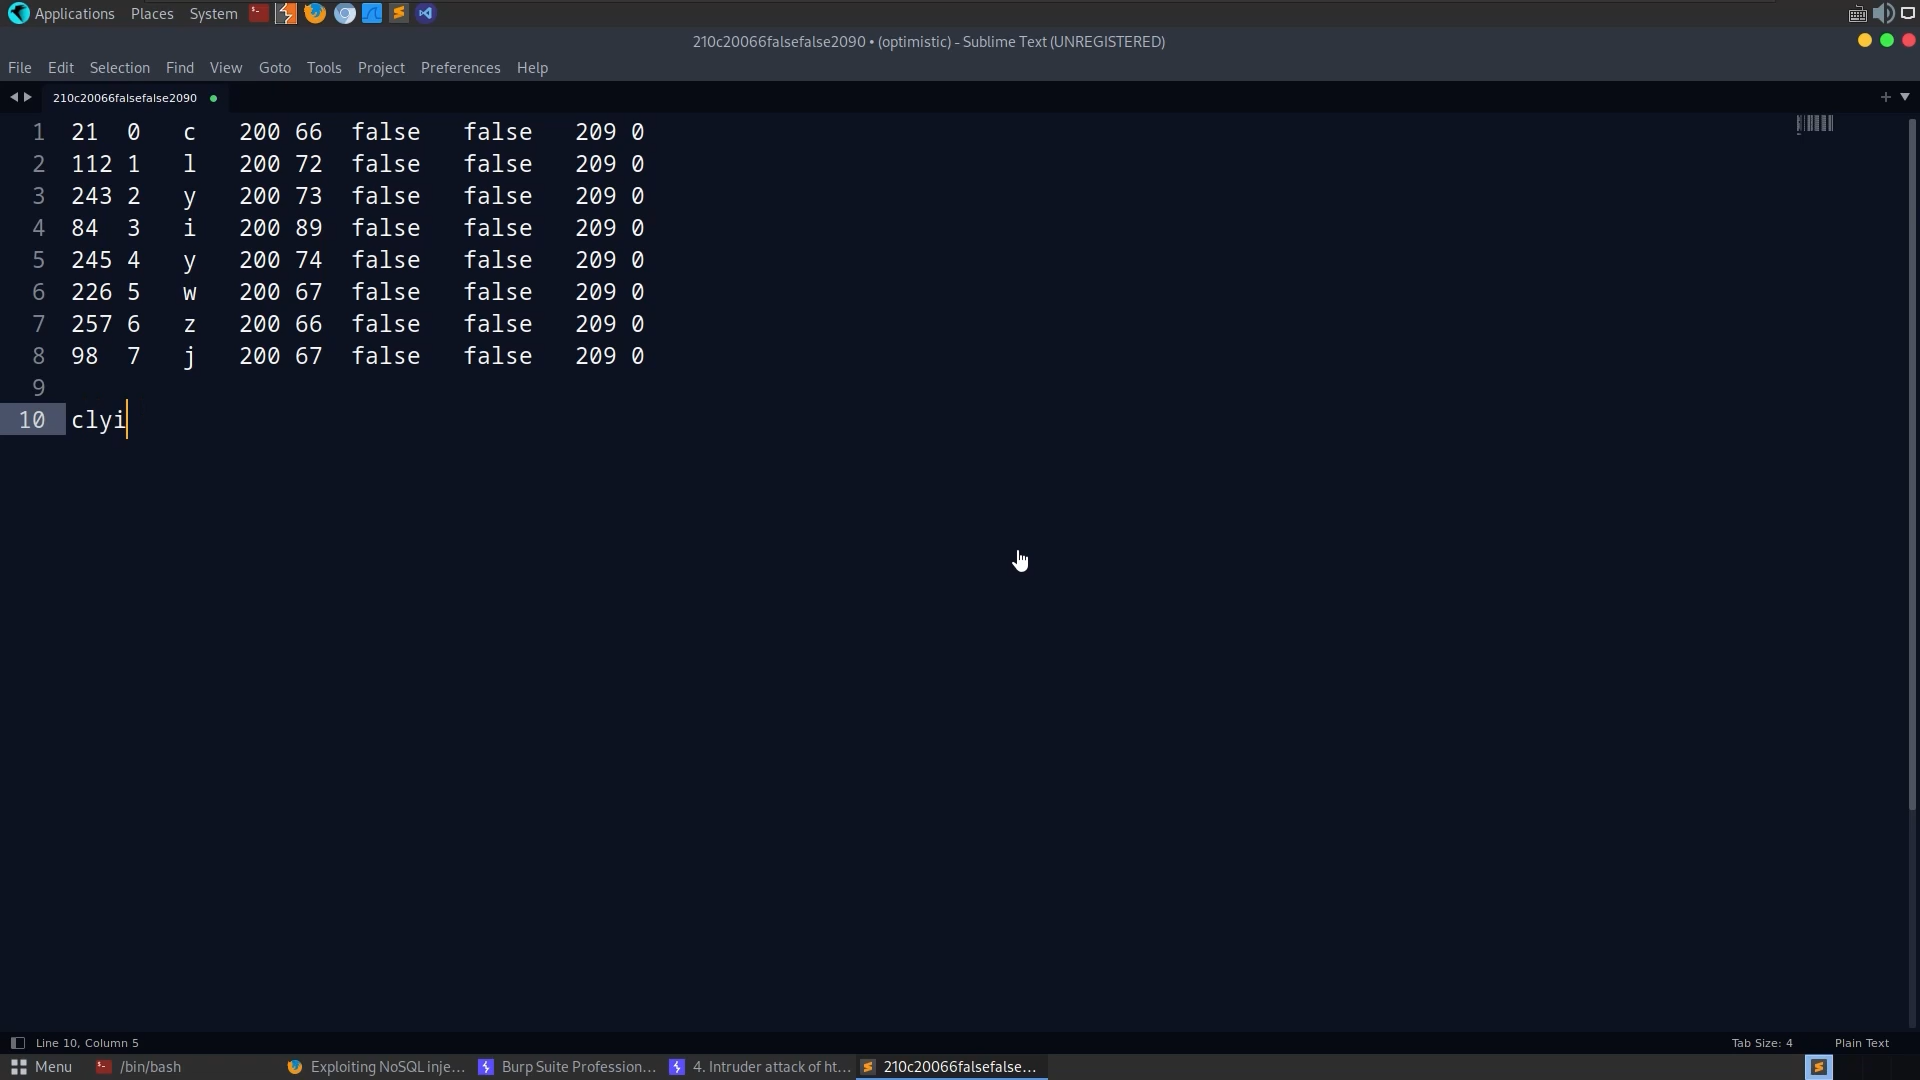 Applications Places System
210c20066falsefalse2090 • (optimistic) - Sublime Text (UNREGISTERED)
File Edit Selection Find View Goto Tools Project Preferences Help
210c20066falsefalse2090
1 21 0 c 200 66 false false 209 0
2 112 1 l 200 72 false false 209 0
3 243 2 y 200 73 false false 209 0
4 84 3 i 200 89 false false 209 0
5 245 4 y 200 74 false false 209 0
6 226 5 w 200 67 false false 209 0
7 257 6 z 200 66 false false 209 0
8 98 7 j 200 67 false false 209 0
9
10 clyi
Line 10, Column 5 Tab Size: 4 Plain Text
Menu /bin/bash Exploiting NoSQL inje... Burp Suite Profession... 4. Intruder attack of ht... 210c20066falsefalse...